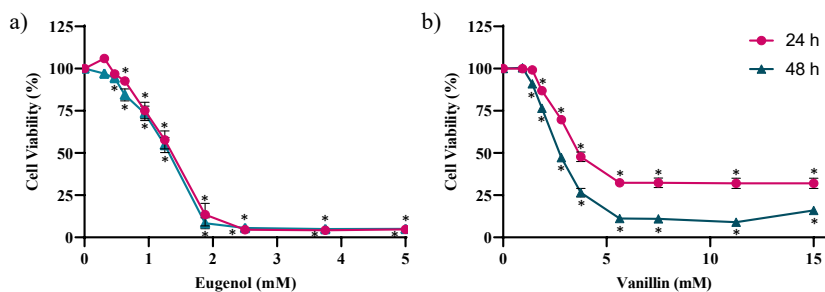 a)
Cell Viability (%)
125
100
75
50
25
0
0 1 2 3 4 5
Eugenol (mM)
* * * * * * * * *
* * * * * * * *
b)
Cell Viability (%)
125
100
75
50
25
0
0 5 10 15
Vanillin (mM)
* * * * * * *
* * * * * * * *
24 h
48 h